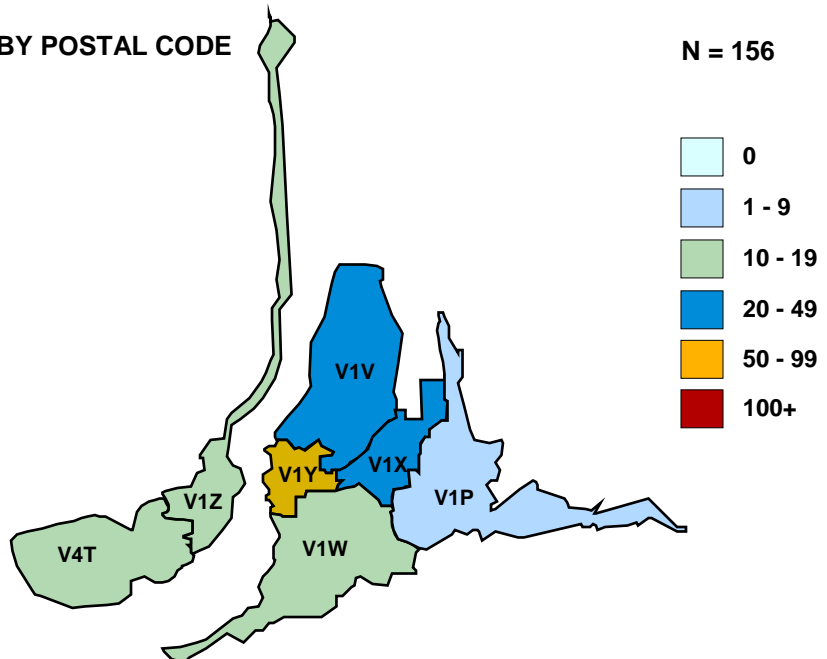 BY POSTAL CODE
N = 156
0
1 - 9
10 - 19
20 - 49
50 - 99
100+
V1V
V1Y
V1X
V1Z
V1P
V4T
V1W